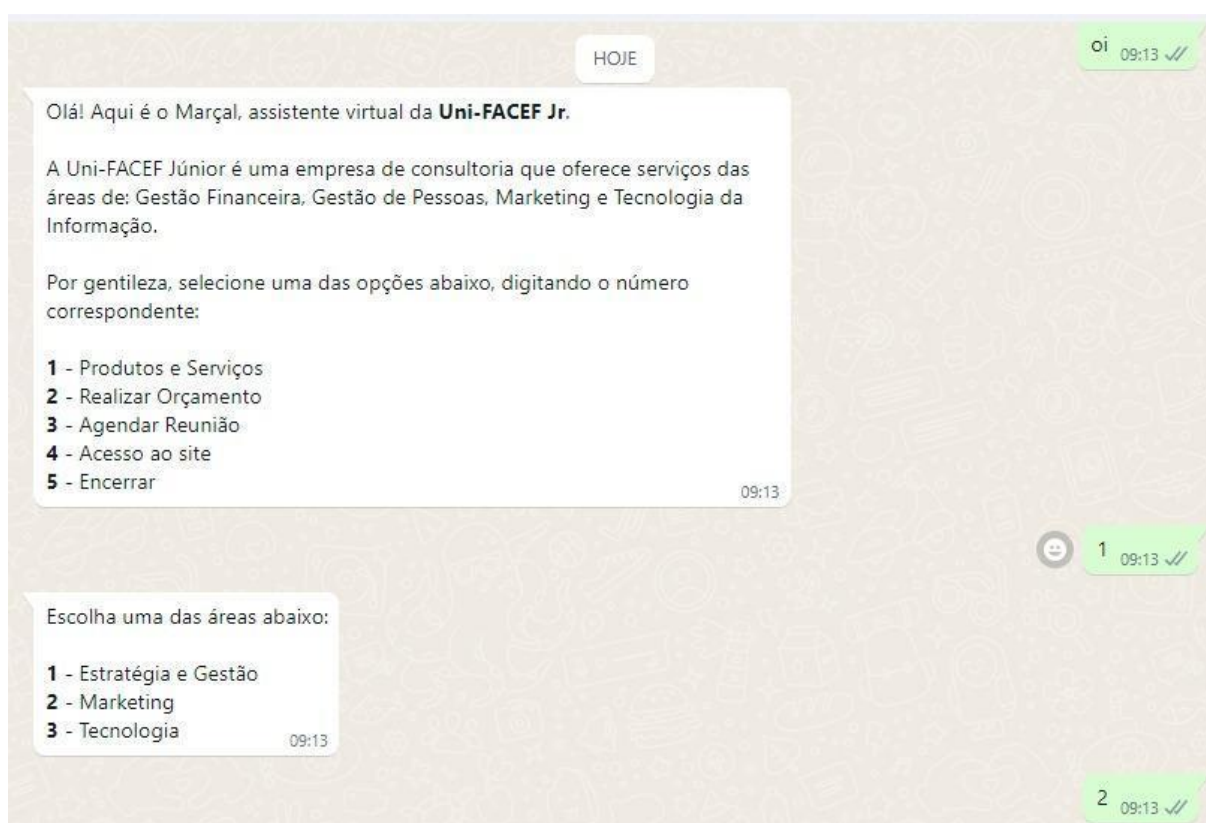 oi 09:13
HOJE
Olá! Aqui é o Marçal, assistente virtual da Uni-FACEF Jr.
A Uni-FACEF Júnior é uma empresa de consultoria que oferece serviços das
áreas de: Gestão Financeira, Gestão de Pessoas, Marketing e Tecnologia da
Informação.
Por gentileza, selecione uma das opções abaixo, digitando o número
correspondente:
1 - Produtos e Serviços
2 - Realizar Orçamento
3 - Agendar Reunião
4 - Acesso ao site
5 - Encerrar
09:13
1 09:13
Escolha uma das áreas abaixo:
1 - Estratégia e Gestão
2 - Marketing
3 - Tecnologia
09:13
2 09:13